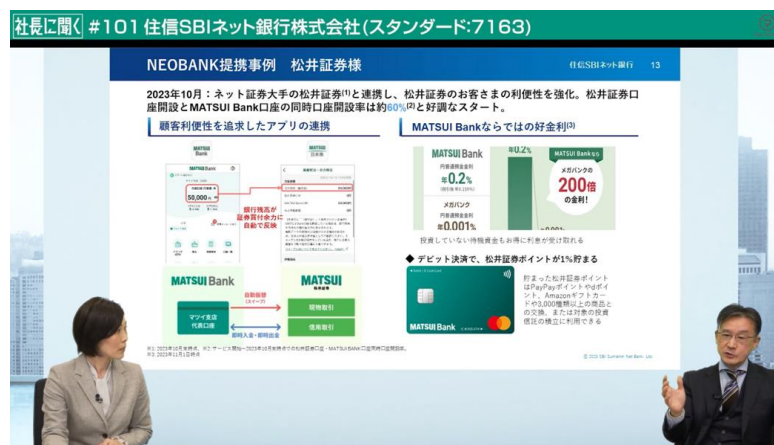 社長に聞く #101 住信SBIネット銀行株式会社(スタンダード:7163)
NEOBANK提携事例 松井証券様
住信SBIネット銀行 13
2023年10月：ネット証券大手の松井証券(1)と連携し、松井証券のお客さまの利便性を強化。松井証券口
座開設とMATSUI Bank口座の同時口座開設率は約60%(2)と好調なスタート。
顧客利便性を追求したアプリの連携
MATSUI
Bank
MATSUI
日本株
MATSUI Bank
50,000
銀行残高が
証券買付余力に
自動で反映
MATSUI Bank
マツイ支店
代表口座
自動振替
(スイープ)
即時入金・即時出金
MATSUI
松井証券
現物取引
信用取引
MATSUI Bankならではの好金利(3)
MATSUI Bank
円普通預金金利
年0.2%
メガバンク
円普通預金金利
年0.001%
年0.2%
MATSUI Bankなら
メガバンクの
200倍
の金利!
投資していない待機資金もお得に利息が受け取れる
◆ デビット決済で、松井証券ポイントが1%貯まる
MATSUI Bank
貯まった松井証券ポイント
はPayPayポイントやdポイ
ント、Amazonギフトカー
ドや3,000種類以上の商品と
の交換、または対象の投資
信託の積立に利用できる